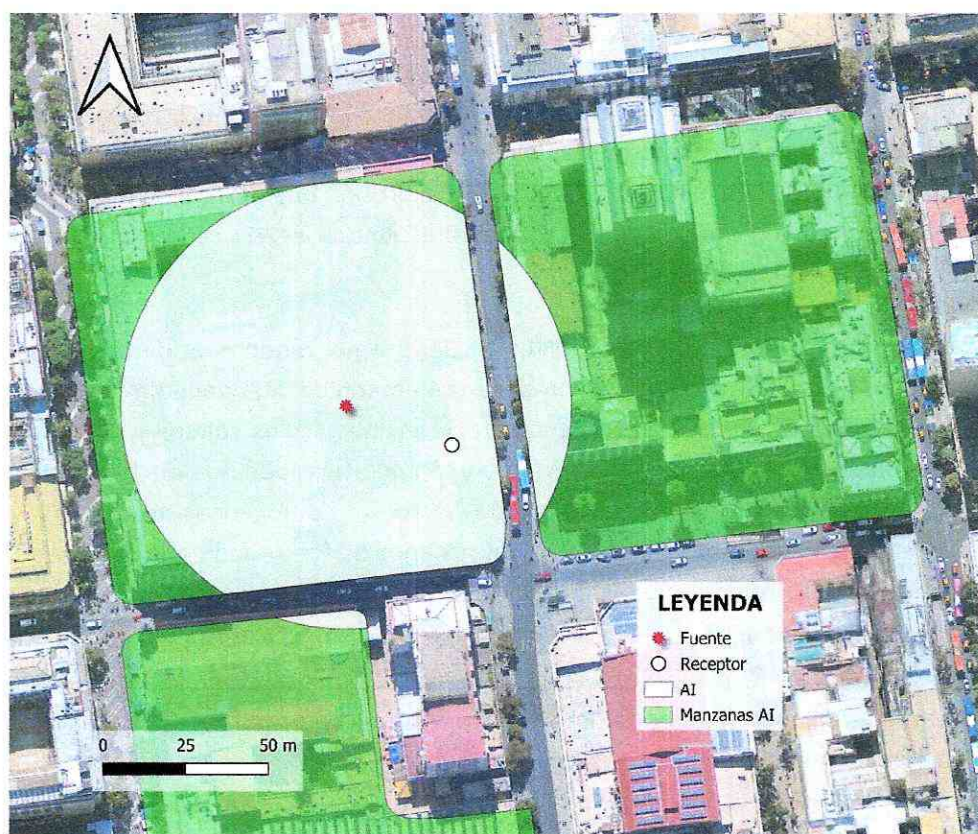 LEYENDA
Fuente
Receptor
AI
Manzanas AI
0 25 50 m